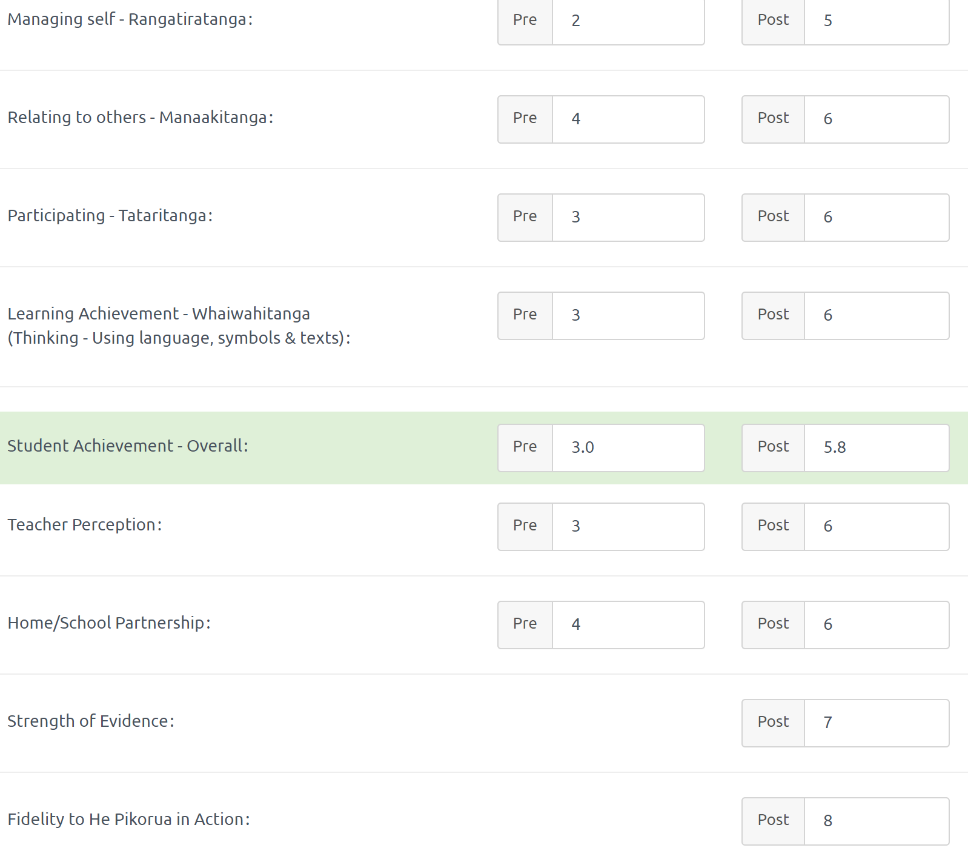 Managing self - Rangatiratanga: Pre 2 Post 5
Relating to others - Manaakitanga: Pre 4 Post 6
Participating - Tataritanga: Pre 3 Post 6
Learning Achievement - Whaiwahitanga Pre 3 Post 6
(Thinking - Using language, symbols & texts):
Student Achievement - Overall: Pre 3.0 Post 5.8
Teacher Perception: Pre 3 Post 6
Home/School Partnership: Pre 4 Post 6
Strength of Evidence: Post 7
Fidelity to He Pikorua in Action: Post 8